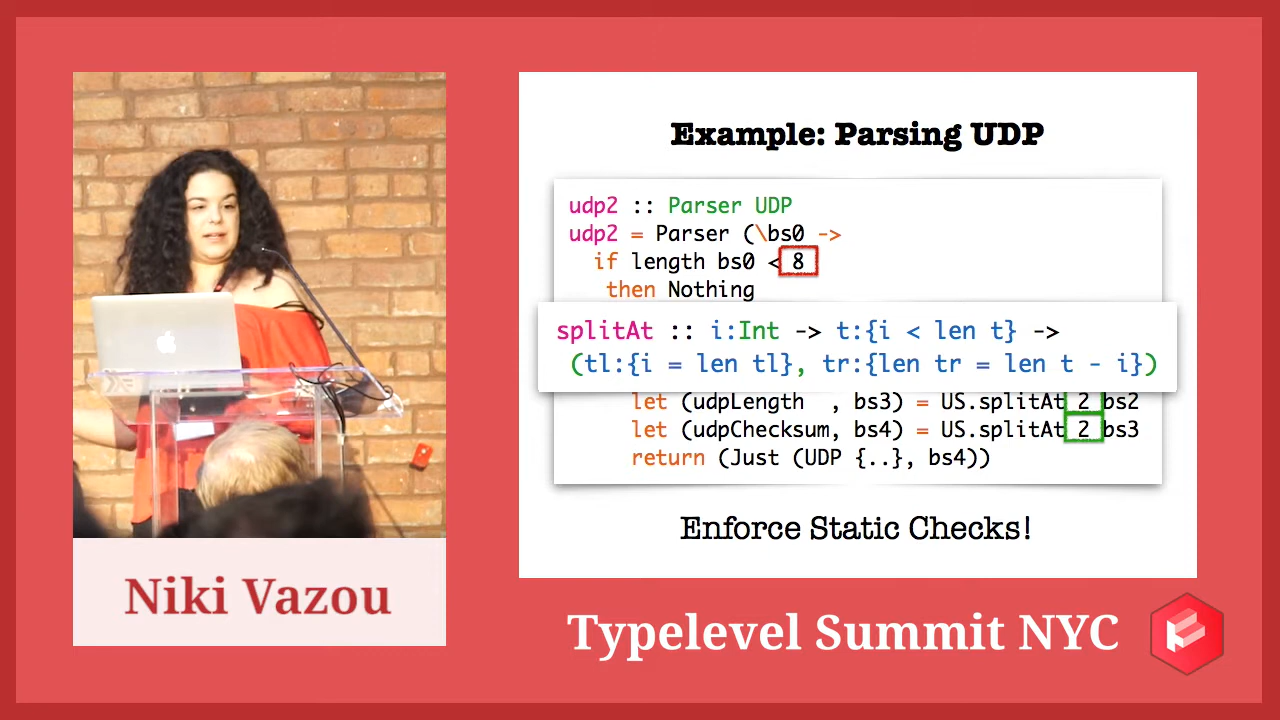 Example: Parsing UDP
udp2 :: Parser UDP
udp2 = Parser (\bs0 ->
if length bs0 < 8
then Nothing
splitAt :: i:Int -> t:{i < len t} ->
(tl:{i = len tl}, tr:{len tr = len t - i})
let (udpLength , bs3) = US.splitAt 2 bs2
let (udpChecksum, bs4) = US.splitAt 2 bs3
return (Just (UDP {..}, bs4))
Enforce Static Checks!
Niki Vazou
Typelevel Summit NYC